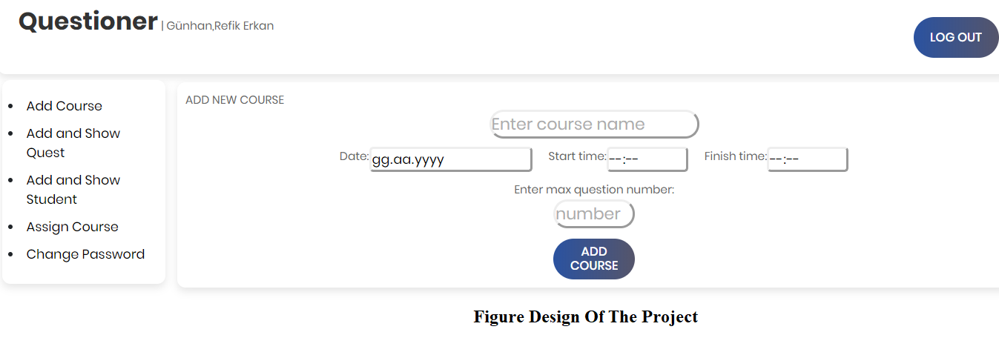 Questioner | Günhan,Refik Erkan
LOG OUT
Add Course
Add and Show
Quest
Add and Show
Student
Assign Course
Change Password
ADD NEW COURSE
Enter course name
Date: gg.aa.yyyy Start time: --:-- Finish time: --:--
Enter max question number:
number
ADD
COURSE
Figure Design Of The Project